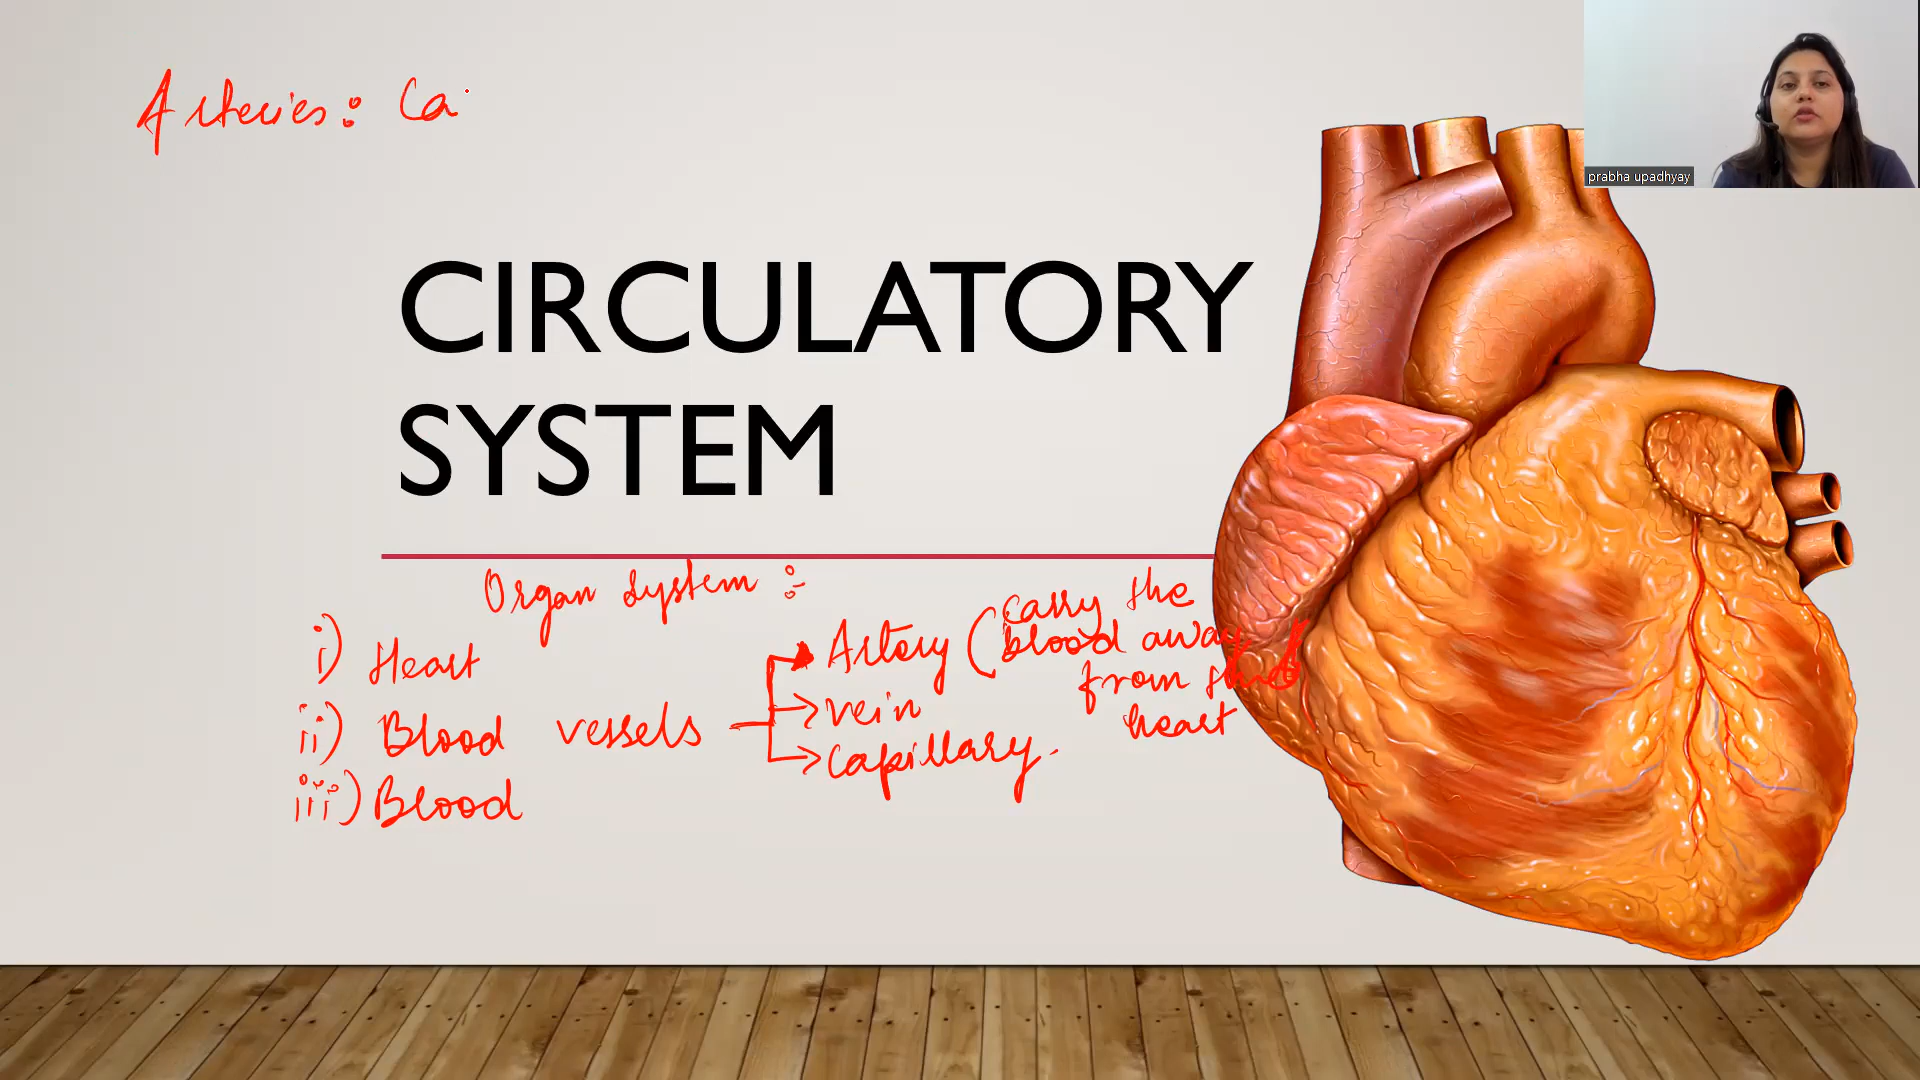 Arteries: Ca
prabha upadhyay
CIRCULATORY
SYSTEM
Organ System :-
i) Heart
ii) Blood vessels
iii) Blood
Artery (carry the
blood away
from the
heart
vein
Capillary.